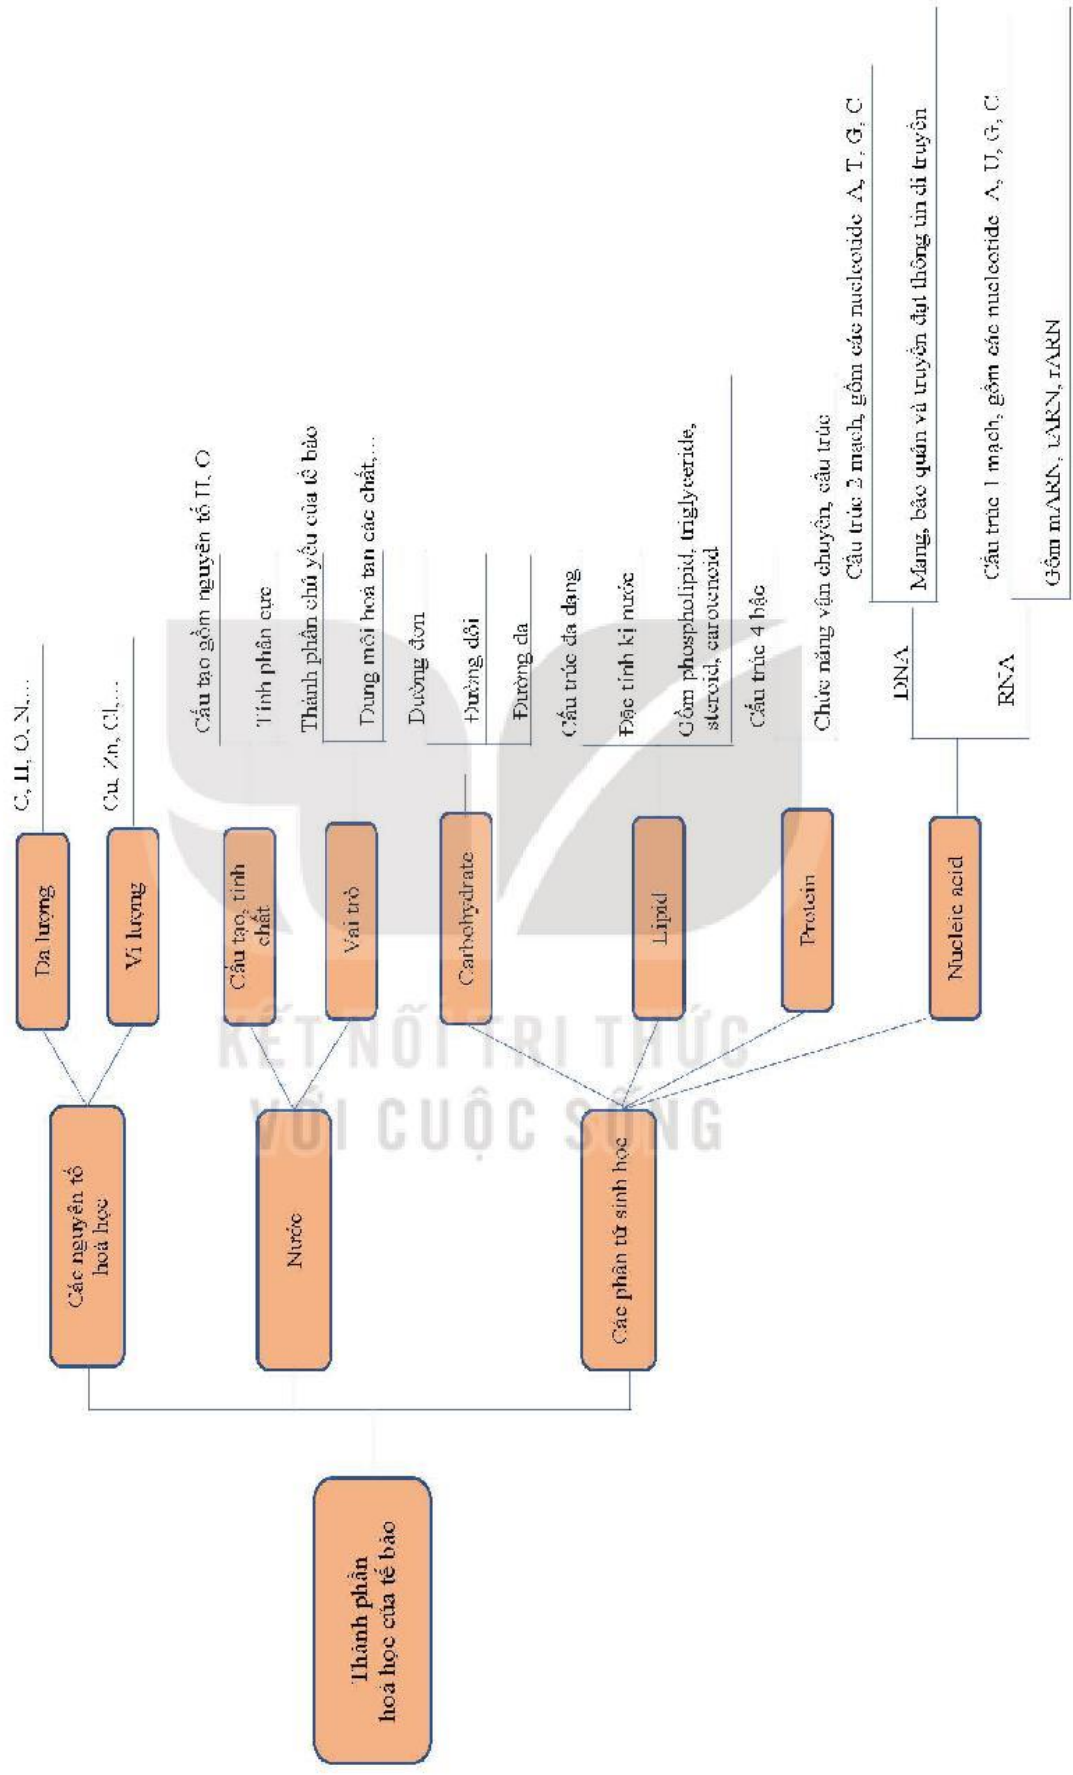 Thành phần
hoá học của tế bào
Các nguyên tố
hoá học
Đa lượng
C, H, O, N,...
Vi lượng
Cu, Zn, Cl,...
Nước
Cấu tạo, tính
chất
Cấu tạo gồm nguyên tố H, O
Tính phân cực
Vai trò
Thành phần chủ yếu của tế bào
Dung môi hoà tan các chất,...
Các phân tử sinh học
Carbohydrate
Đường đơn
Đường đôi
Đường đa
Lipid
Cấu trúc đa dạng
Đặc tính kị nước
Gồm phospholipid, triglyceride,
steroid, carotenoid
Protein
Cấu trúc 4 bậc
Chức năng vận chuyển, cấu trúc
Nucleic acid
DNA
Cấu trúc 2 mạch, gồm các nucleotide A, T, G, C
Mang, bảo quản và truyền đạt thông tin di truyền
RNA
Cấu trúc 1 mạch, gồm các nucleotide A, U, G, C
Gồm mARN, tARN, rARN
KẾT NỐI TRI THỨC
VỚI CUỘC SỐNG